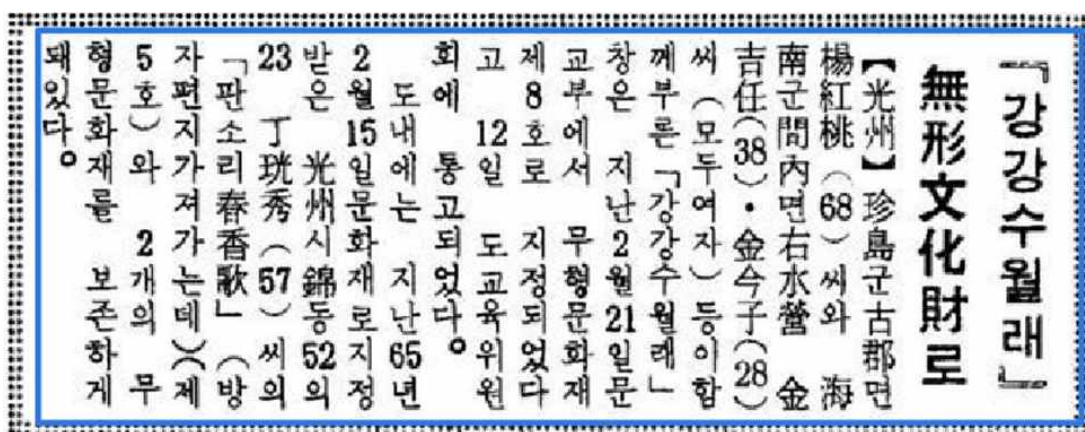 『강강수월래』
無形文化財로
【光州】珍島군古郡면
楊紅桃(68)씨와 海
南군間內면右水營 金
吉任(38)·金今子(28)
씨(모두여자)등이함
께부른「강강수월래」
창은 지난2월21일문
교부에서 무형문화재
제8호로 지정되었다
고 12일 도교육위원
회에 통고되었다。
도내에는 지난65년
2월15일문화재로지정
받은 光州시錦동52의
23 丁珖秀(57)씨의
「판소리春香歌」(방
자편지가져가는데)(제
5호)와 2개의 무
형문화재를 보존하게
돼있다。